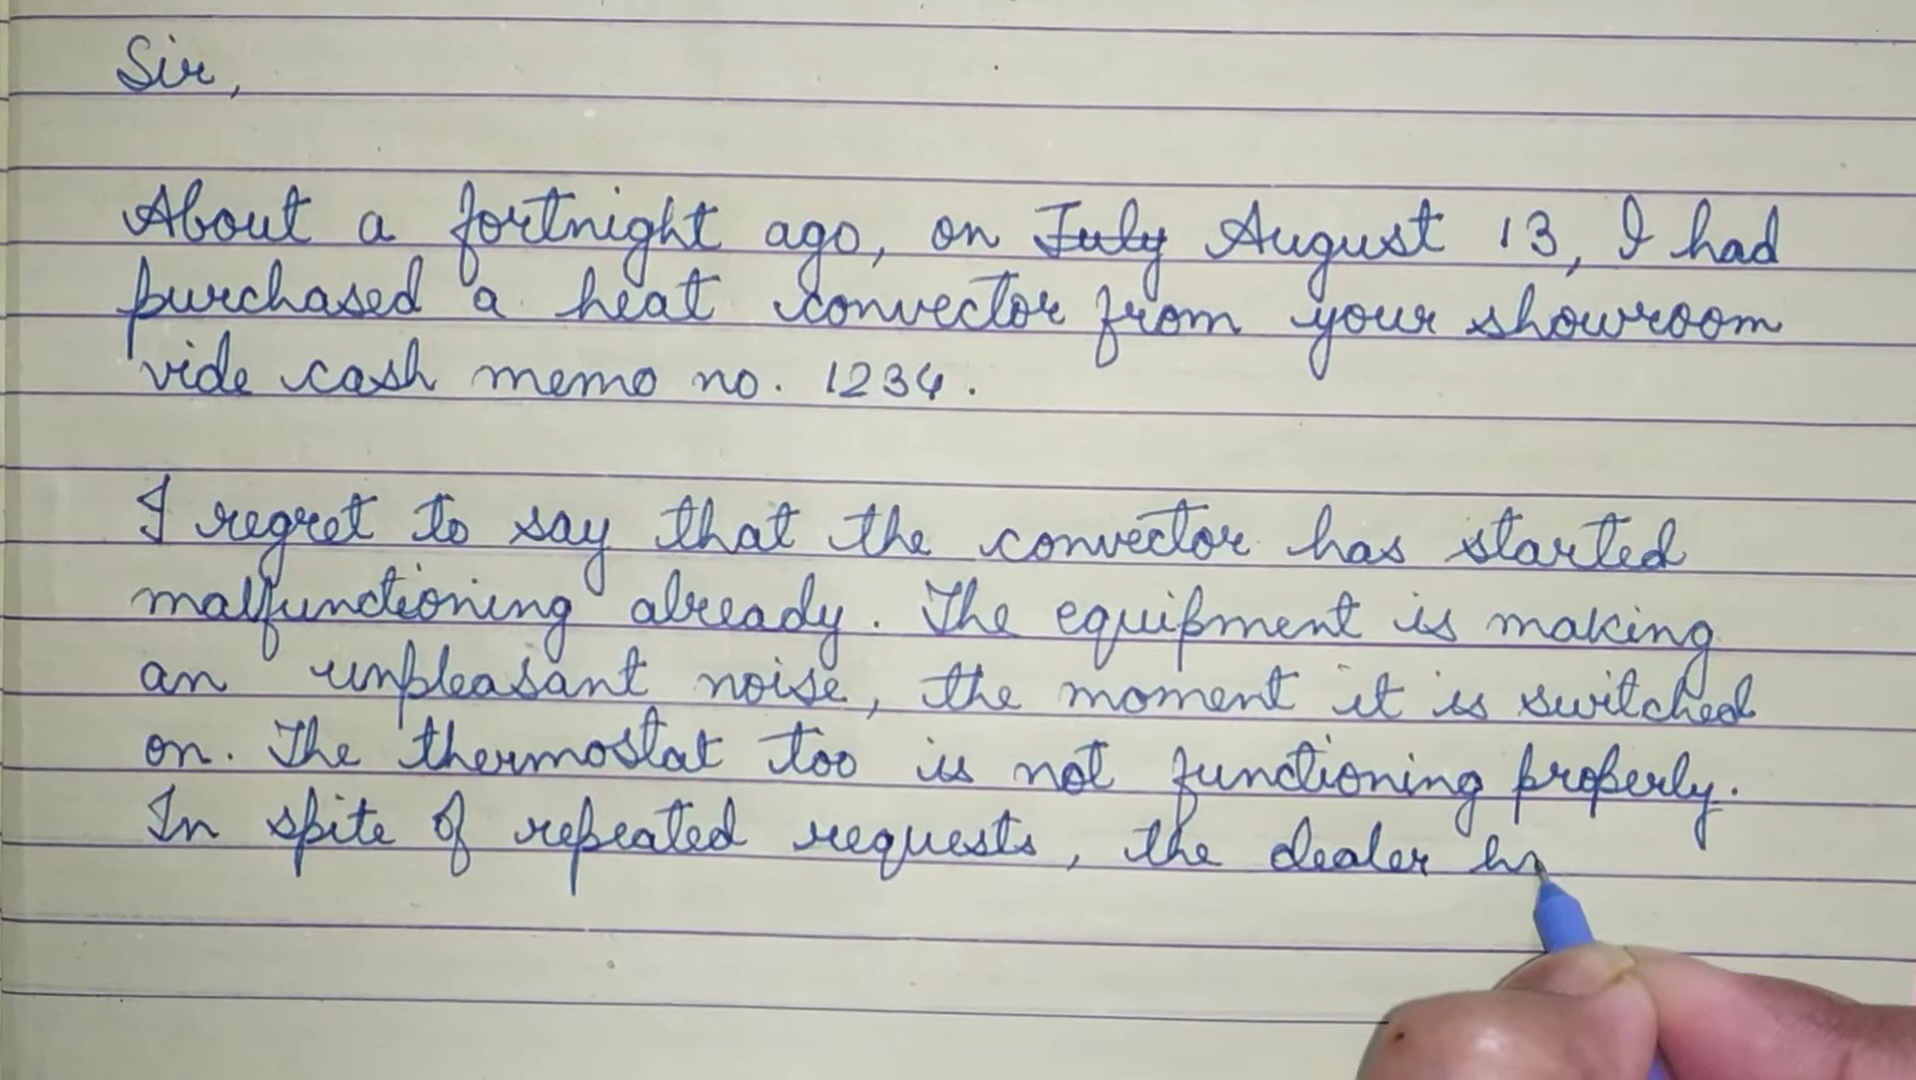 Sir,
About a fortnight ago, on July August 13, I had
purchased a heat convector from your showroom
vide cash memo no. 1234.
I regret to say that the convector has started
malfunctioning already. The equipment is making
an unpleasant noise, the moment it is switched
on. The thermostat too is not functioning properly.
In spite of repeated requests, the dealer